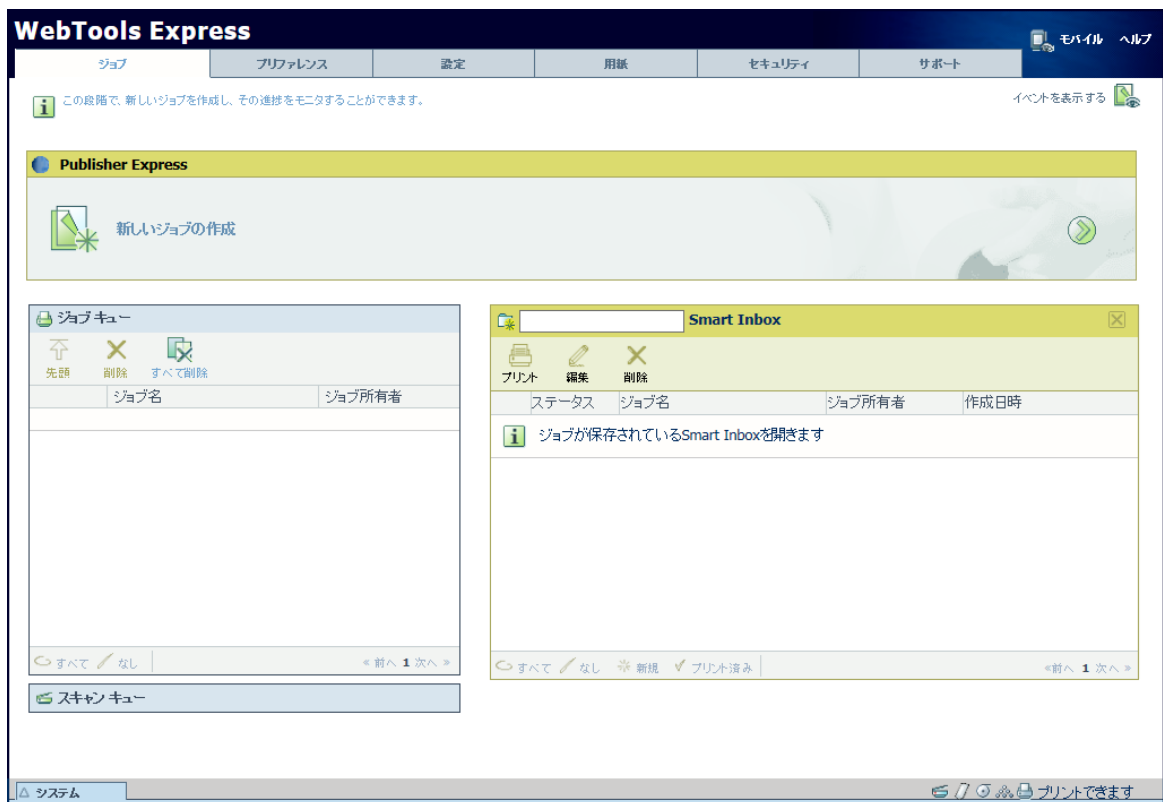 WebTools Express
モバイル ヘルプ
ジョブ プリファレンス 設定 用紙 セキュリティ サポート
この段階で、新しいジョブを作成し、その進捗をモニタすることができます。
イベントを表示する
Publisher Express
新しいジョブの作成
ジョブ キュー
先頭 削除 すべて削除
ジョブ名 ジョブ所有者
すべて なし «前へ 1 次へ »
スキャン キュー
Smart Inbox
プリント 編集 削除
ステータス ジョブ名 ジョブ所有者 作成日時
ジョブが保存されているSmart Inboxを開きます
すべて なし 新規 プリント済み «前へ 1 次へ »
システム
プリントできます